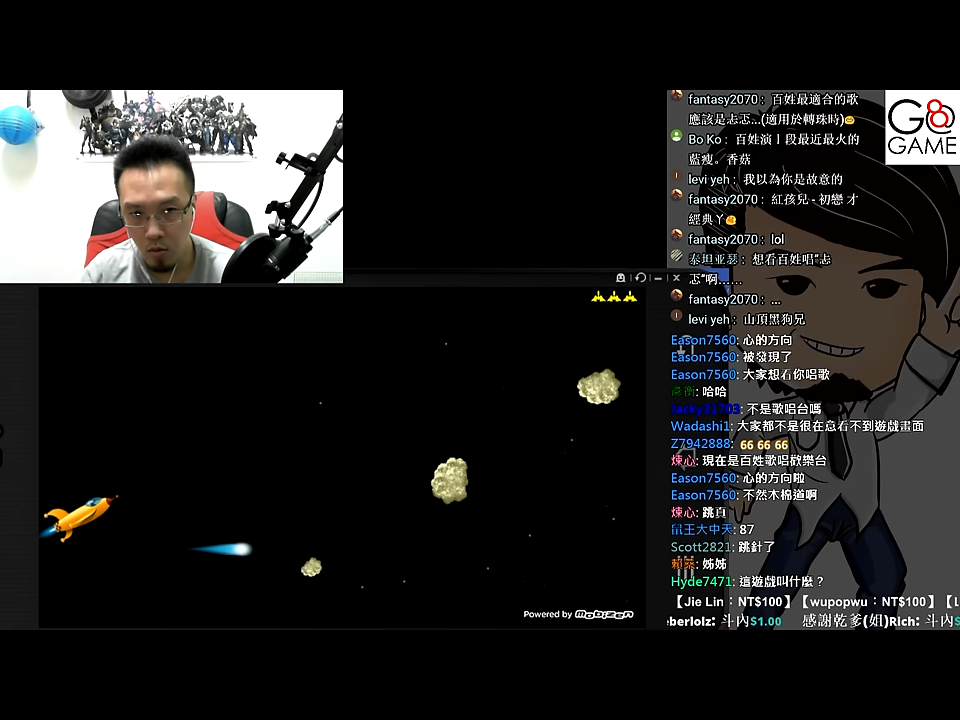 fantasy2070 : 百姓最適合的歌
應該是忐忑...(適用於轉珠時)
Bo Ko : 百姓演丨段最近最火的
藍瘦。香菇
levi yeh : 我以為你是故意的
fantasy2070 : 紅孩兒 - 初戀 才
經典丫
fantasy2070 : lol
泰坦亚瑟 : 想看百姓唱"忐
忑"啊......
fantasy2070 : ...
levi yeh : 山頂黑狗兄
Eason7560: 心的方向
Eason7560: 被發現了
Eason7560: 大家想看你唱歌
: 哈哈
Jacky31703: 不是歌唱台嗎
Wadashi1: 大家都不是很在意看不到遊戲畫面
Z7942888: 66 66 66
煉心: 現在是百姓歌唱歡樂台
Eason7560: 心的方向啦
Eason7560: 不然木棉道啊
煉心: 跳真
鼠王大中天: 87
Scott2821: 跳針了
: 姊姊
Hyde7471: 這遊戲叫什麼？
【Jie Lin：NT$100】【wupopwu：NT$100】【L
eberlolz: 斗內$1.00 感謝乾爹(姐)Rich: 斗內$
G8
GAME
Powered by Mobizen